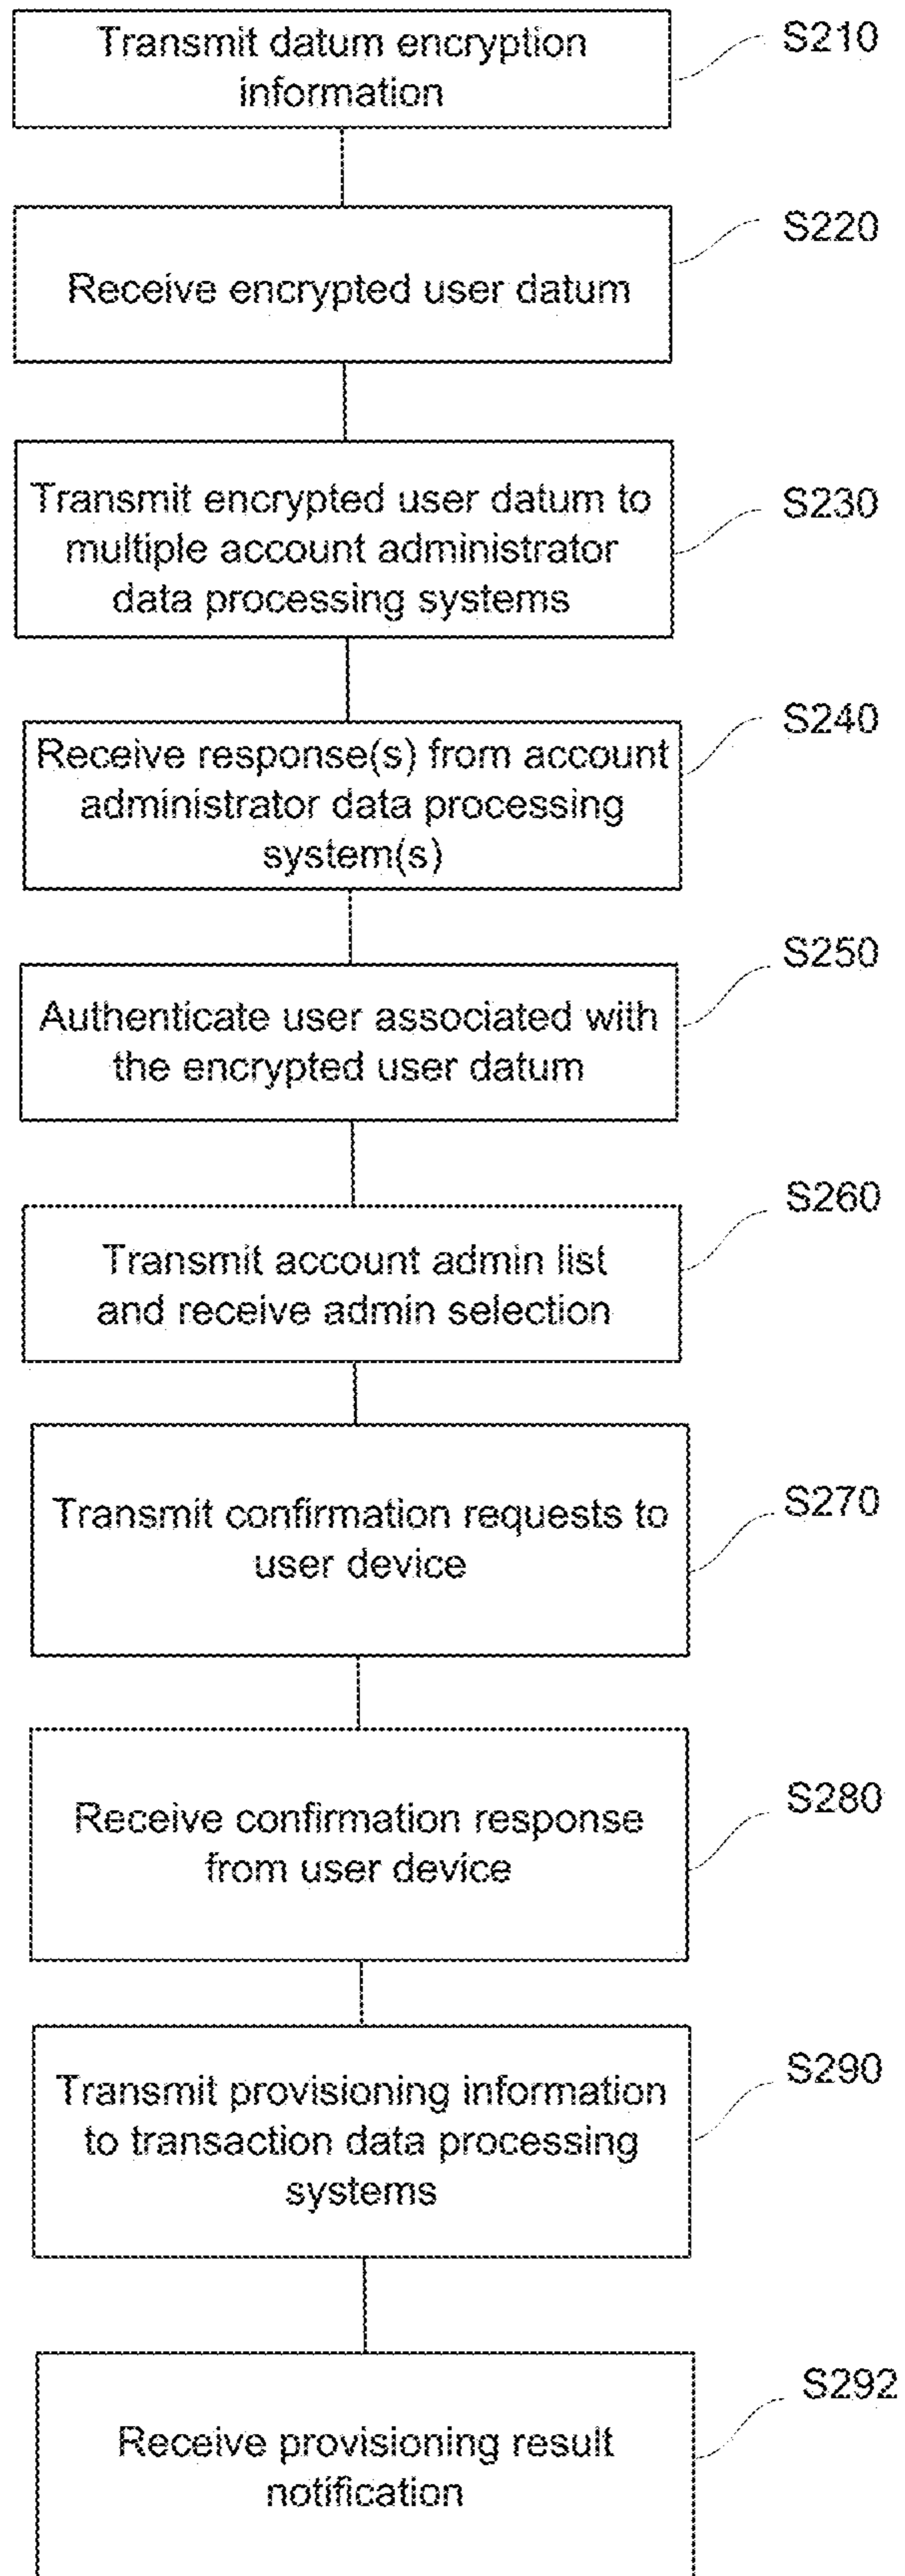 Transmit datum encryption
information
S210
Receive encrypted user datum
S220
Transmit encrypted user datum to
multiple account administrator
data processing systems
S230
Receive response(s) from account
administrator data processing
system(s)
S240
Authenticate user associated with
the encrypted user datum
S250
Transmit account admin list
and receive admin selection
S260
Transmit confirmation requests to
user device
S270
Receive confirmation response
from user device
S280
Transmit provisioning information
to transaction data processing
systems
S290
Receive provisioning result
notification
S292